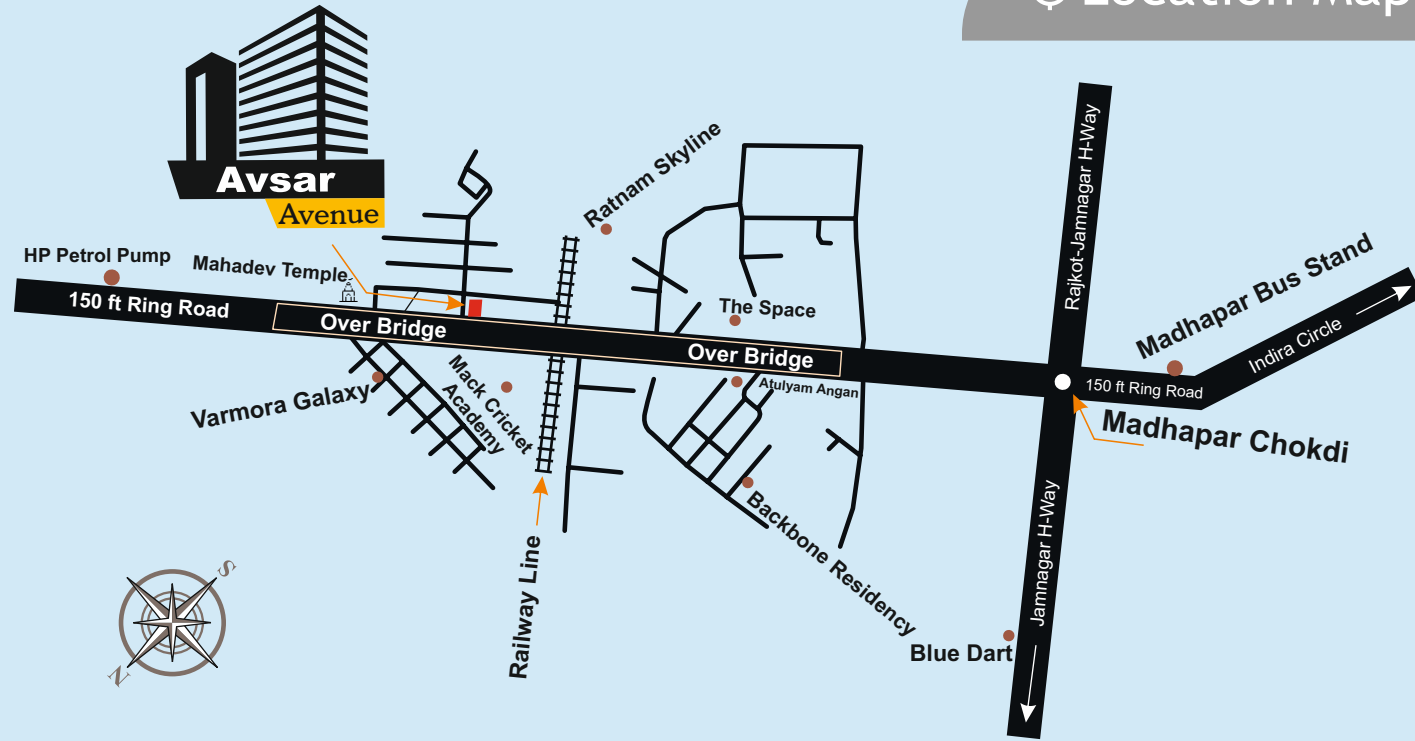 Location Map
Avsar
Avenue
HP Petrol Pump
Mahadev Temple
150 ft Ring Road
Over Bridge
Ratnam Skyline
The Space
Over Bridge
Atulyam Angan
Varmora Galaxy
Mack Cricket
Academy
Railway Line
Backbone Residency
Blue Dart
Rajkot-Jamnagar H-Way
Jamnagar H-Way
150 ft Ring Road
Madhapar Bus Stand
Indira Circle
Madhapar Chokdi
S
N